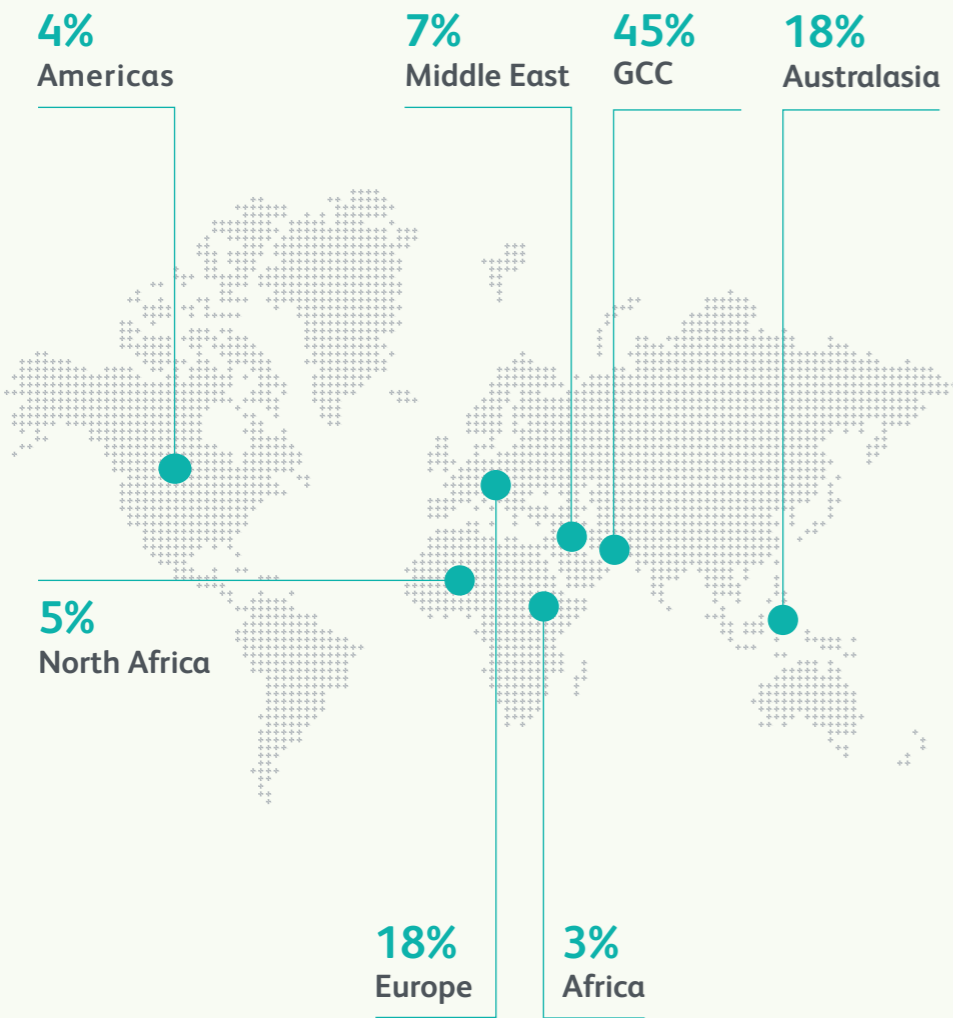 4%
Americas
7%
Middle East
45%
GCC
18%
Australasia
5%
North Africa
18%
Europe
3%
Africa